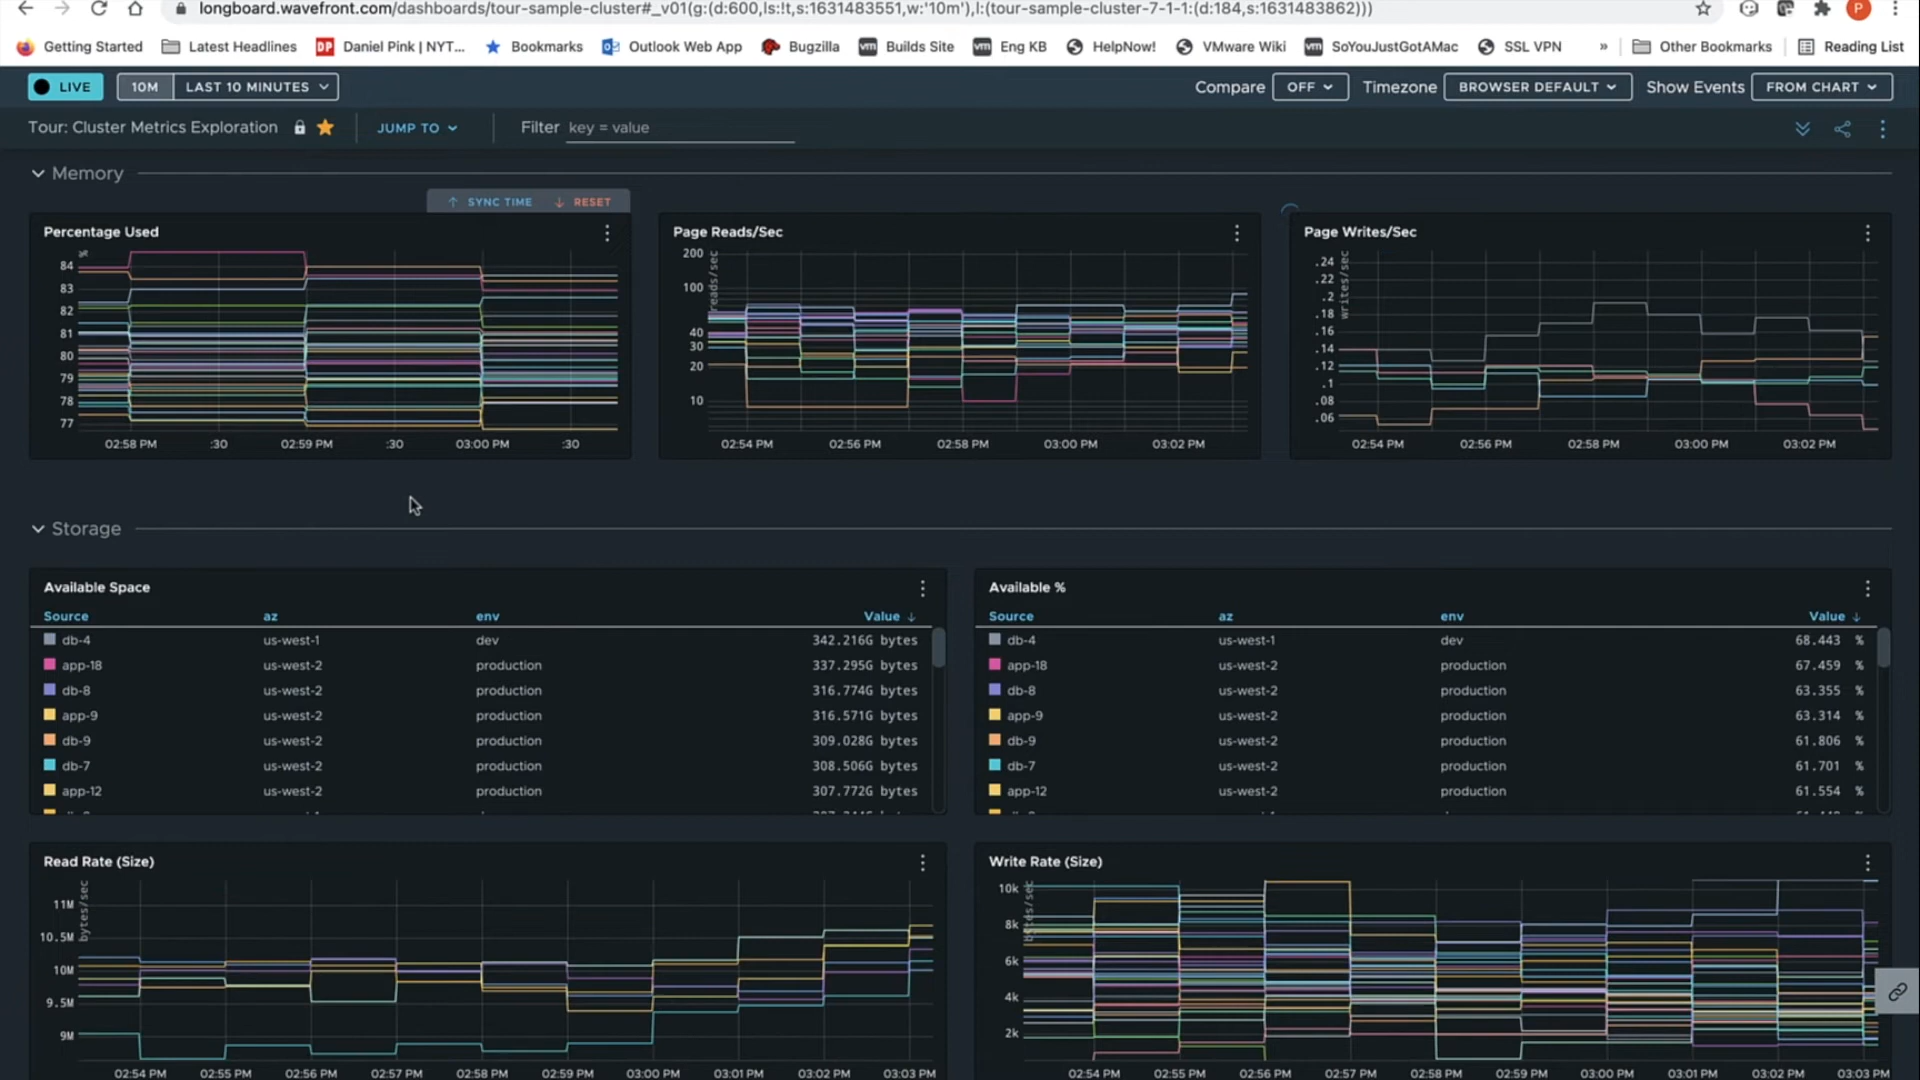 longboard.wavefront.com/dashboards/tour-sample-cluster#_v01(g:(d:600,ls:!t,s:1631483551,w:'10m'),l:(tour-sample-cluster-7-1-1:(d:184,s:1631483862)))
P
Getting Started Latest Headlines DP Daniel Pink | NYT... Bookmarks Outlook Web App Bugzilla vm Builds Site vm Eng KB HelpNow! VMware Wiki vm SoYouJustGotAMac SSL VPN » Other Bookmarks Reading List
LIVE 10M LAST 10 MINUTES Compare OFF Timezone BROWSER DEFAULT Show Events FROM CHART
Tour: Cluster Metrics Exploration JUMP TO Filter key = value
Memory
SYNC TIME RESET
Percentage Used
%
84
83
82
81
80
79
78
77
02:58 PM :30 02:59 PM :30 03:00 PM :30
Page Reads/Sec
reads/sec
200
100
40
30
20
10
02:54 PM 02:56 PM 02:58 PM 03:00 PM 03:02 PM
Page Writes/Sec
writes/sec
.24
.22
.2
.18
.16
.14
.12
.1
.08
.06
02:54 PM 02:56 PM 02:58 PM 03:00 PM 03:02 PM
Storage
Available Space
Source az env Value ↓
db-4 us-west-1 dev 342.216G bytes
app-18 us-west-2 production 337.295G bytes
db-8 us-west-2 production 316.774G bytes
app-9 us-west-2 production 316.571G bytes
db-9 us-west-2 production 309.028G bytes
db-7 us-west-2 production 308.506G bytes
app-12 us-west-2 production 307.772G bytes
Available %
Source az env Value ↓
db-4 us-west-1 dev 68.443 %
app-18 us-west-2 production 67.459 %
db-8 us-west-2 production 63.355 %
app-9 us-west-2 production 63.314 %
db-9 us-west-2 production 61.806 %
db-7 us-west-2 production 61.701 %
app-12 us-west-2 production 61.554 %
Read Rate (Size)
bytes/sec
11M
10.5M
10M
9.5M
9M
02:54 PM 02:55 PM 02:56 PM 02:57 PM 02:58 PM 02:59 PM 03:00 PM 03:01 PM 03:02 PM 03:03 PM
Write Rate (Size)
bytes/sec
10k
8k
6k
4k
2k
02:54 PM 02:55 PM 02:56 PM 02:57 PM 02:58 PM 02:59 PM 03:00 PM 03:01 PM 03:02 PM 03:03 PM